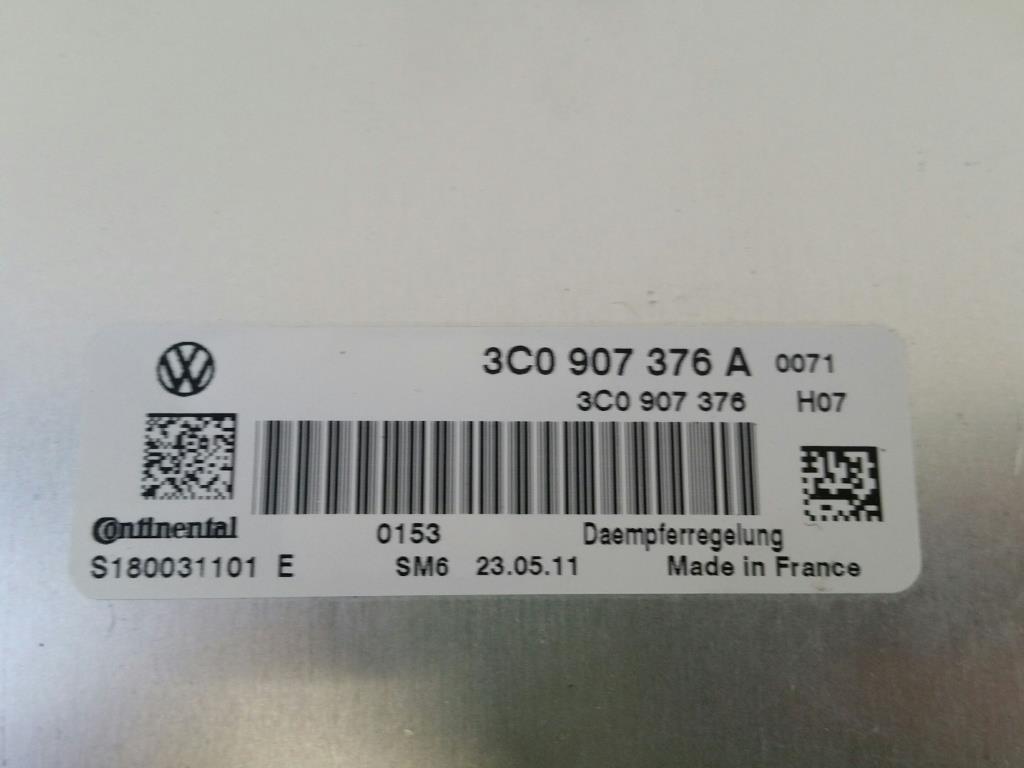 3C0 907 376 A 0071
3C0 907 376 H07
Continental 0153 Daempferregelung
S180031101 E SM6 23.05.11 Made in France